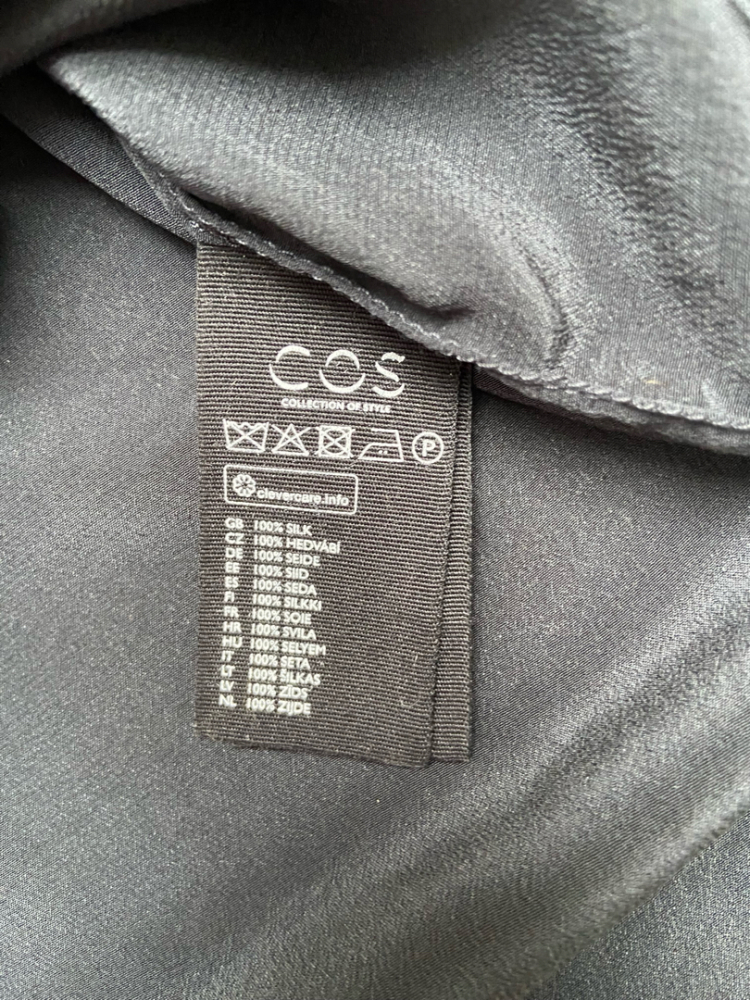 COS
COLLECTION OF STYLE
P
clevercare.info
GB 100% SILK
CZ 100% HEDVÁBÍ
DE 100% SEIDE
EE 100% SIID
ES 100% SEDA
FI 100% SILKKI
FR 100% SOIE
HR 100% SVILA
HU 100% SELYEM
IT 100% SETA
LT 100% ŠILKAS
LV 100% ZĪDS
NL 100% ZIJDE